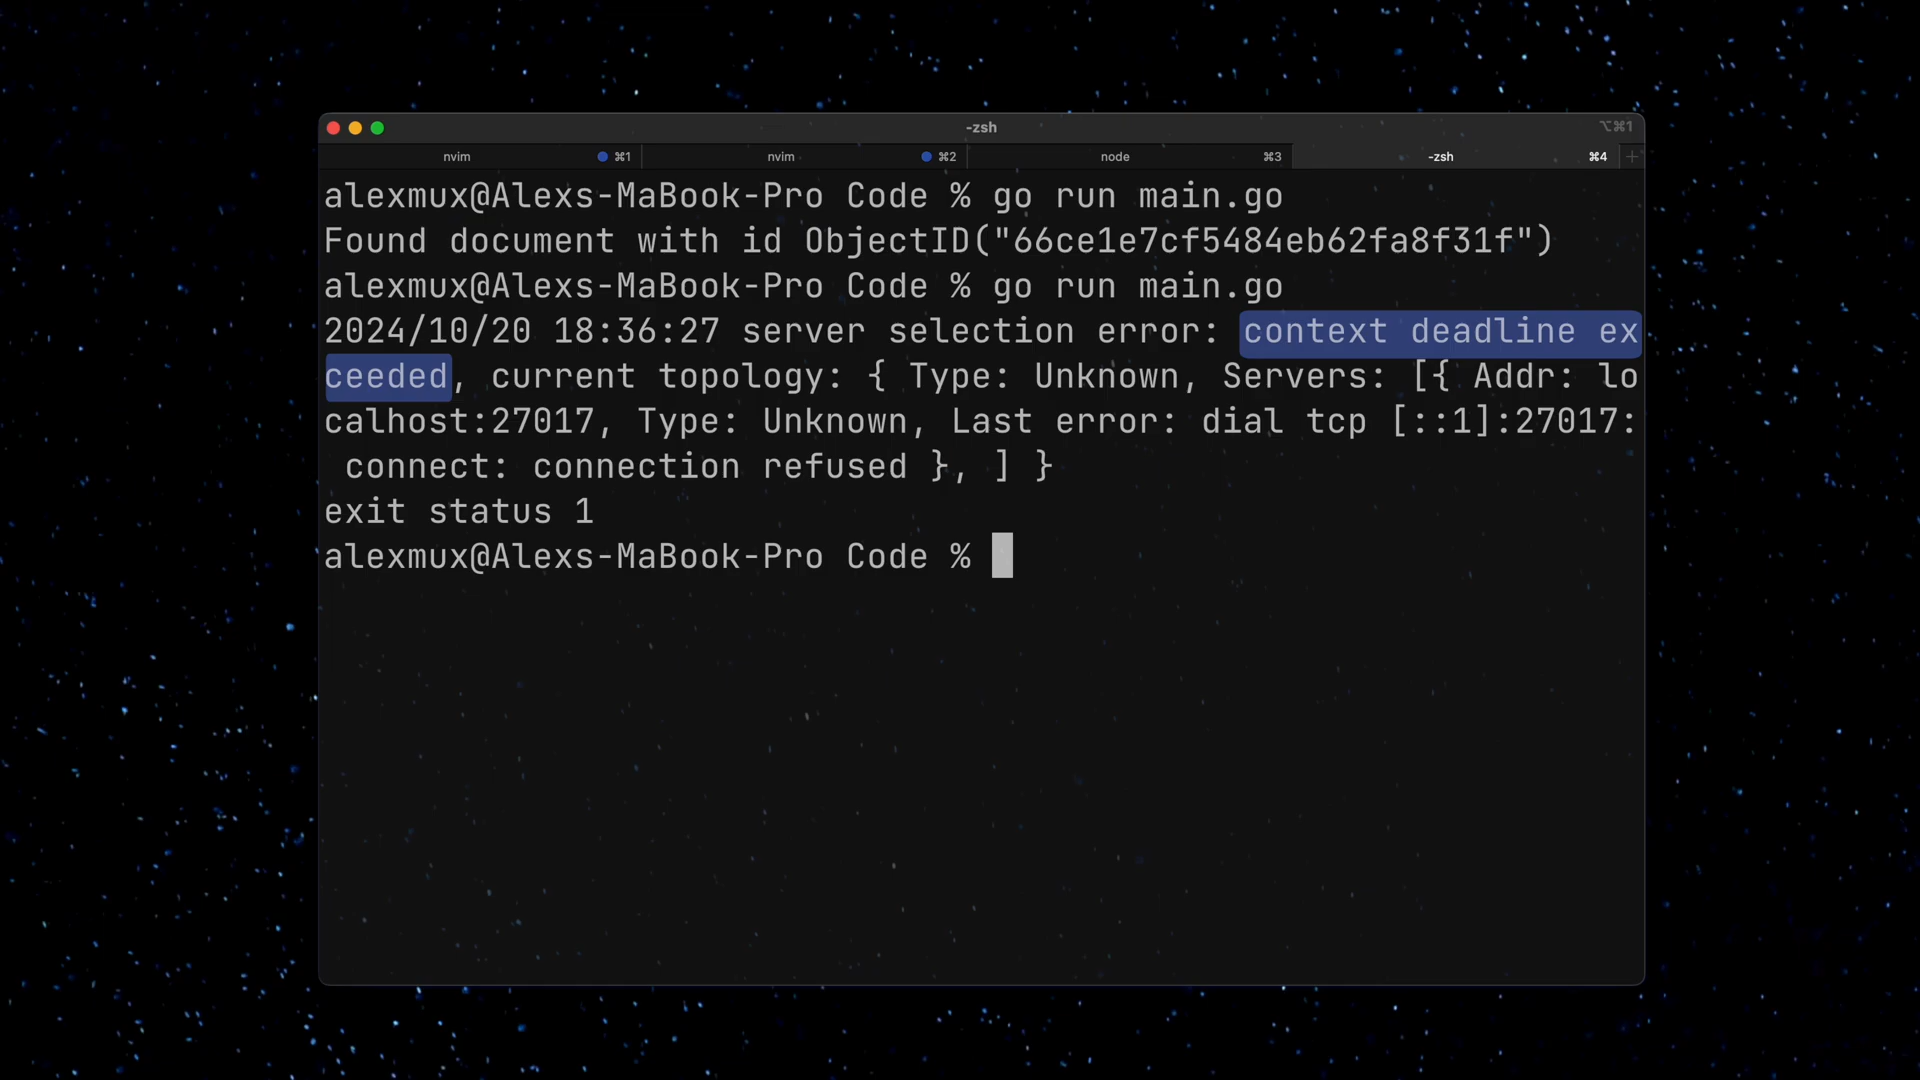 -zsh
⌥⌘1
nvim ⌘1 nvim ⌘2 node ⌘3 -zsh ⌘4 +
alexmux@Alexs-MaBook-Pro Code % go run main.go
Found document with id ObjectID("66ce1e7cf5484eb62fa8f31f")
alexmux@Alexs-MaBook-Pro Code % go run main.go
2024/10/20 18:36:27 server selection error: context deadline ex
ceeded, current topology: { Type: Unknown, Servers: [{ Addr: lo
calhost:27017, Type: Unknown, Last error: dial tcp [::1]:27017:
 connect: connection refused }, ] }
exit status 1
alexmux@Alexs-MaBook-Pro Code %